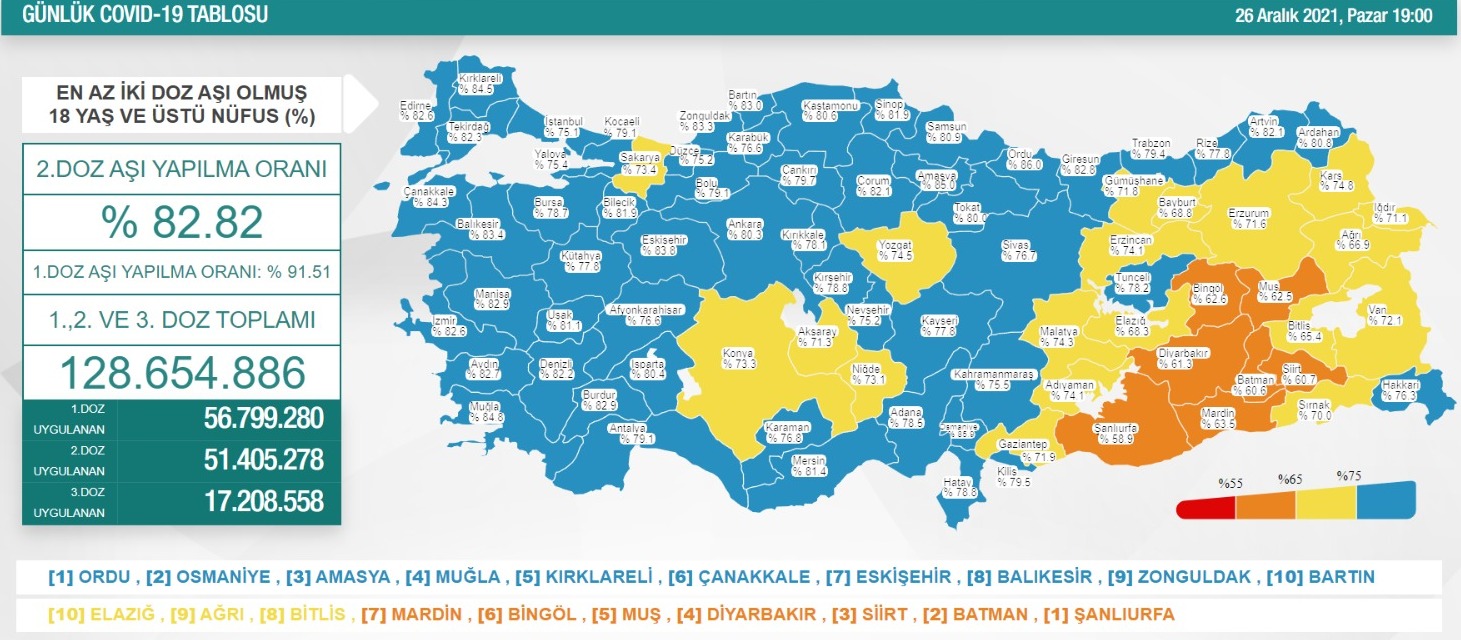 GÜNLÜK COVID-19 TABLOSU
26 Aralık 2021, Pazar 19:00
EN AZ İKİ DOZ AŞI OLMUŞ
18 YAŞ VE ÜSTÜ NÜFUS (%)
2.DOZ AŞI YAPILMA ORANI
% 82.82
1.DOZ AŞI YAPILMA ORANI: % 91.51
1.,2. VE 3. DOZ TOPLAMI
128.654.886
1.DOZ
UYGULANAN
56.799.280
2.DOZ
UYGULANAN
51.405.278
3.DOZ
UYGULANAN
17.208.558
Kırklareli
% 84.5
Edirne
% 82.6
Tekirdağ
% 82.3
İstanbul
% 75.1
Kocaeli
% 79.1
Yalova
% 75.4
Sakarya
% 73.4
Düzce
% 75.2
Zonguldak
% 83.3
Bartın
% 83.0
Karabük
% 76.6
Kastamonu
% 80.6
Sinop
% 81.9
Samsun
% 80.9
Ordu
% 86.0
Giresun
% 82.8
Trabzon
% 79.4
Rize
% 77.8
Artvin
% 82.1
Ardahan
% 80.8
Çanakkale
% 84.3
Balıkesir
% 83.4
Bursa
% 78.7
Bilecik
% 81.9
Bolu
% 79.1
Çankırı
% 79.7
Çorum
% 82.1
Amasya
% 85.0
Tokat
% 80.0
Gümüşhane
% 71.8
Bayburt
% 68.8
Erzurum
% 71.6
Kars
% 74.8
Iğdır
% 71.1
Ağrı
% 66.9
Kütahya
% 77.8
Eskişehir
% 83.8
Ankara
% 80.3
Kırıkkale
% 78.1
Yozgat
% 74.5
Sivas
% 76.7
Erzincan
% 74.1
Tunceli
% 78.2
Bingöl
% 62.6
Muş
% 62.5
Manisa
% 82.9
Uşak
% 81.1
Afyonkarahisar
% 76.6
Kırşehir
% 78.8
Nevşehir
% 75.2
Kayseri
% 77.8
Malatya
% 74.3
Elazığ
% 68.3
Bitlis
% 65.4
Van
% 72.1
İzmir
% 82.6
Aydın
% 82.7
Denizli
% 82.2
Isparta
% 80.4
Konya
% 73.3
Aksaray
% 71.3
Niğde
% 73.1
Kahramanmaraş
% 75.5
Adıyaman
% 74.1
Diyarbakır
% 61.3
Batman
% 60.6
Siirt
% 60.7
Hakkari
% 76.3
Muğla
% 84.8
Burdur
% 82.9
Antalya
% 79.1
Karaman
% 76.8
Mersin
% 81.4
Adana
% 78.5
Osmaniye
Gaziantep
% 71.9
Kilis
% 79.5
Hatay
% 78.8
Şanlıurfa
% 58.9
Mardin
% 63.5
Şırnak
% 70.0
%55
%65
%75
[1] ORDU , [2] OSMANİYE , [3] AMASYA , [4] MUĞLA , [5] KIRKLARELİ , [6] ÇANAKKALE , [7] ESKİŞEHİR , [8] BALIKESİR , [9] ZONGULDAK , [10] BARTIN
[10] ELAZIĞ , [9] AĞRI , [8] BİTLİS , [7] MARDİN , [6] BİNGÖL , [5] MUŞ , [4] DİYARBAKIR , [3] SİİRT , [2] BATMAN , [1] ŞANLIURFA